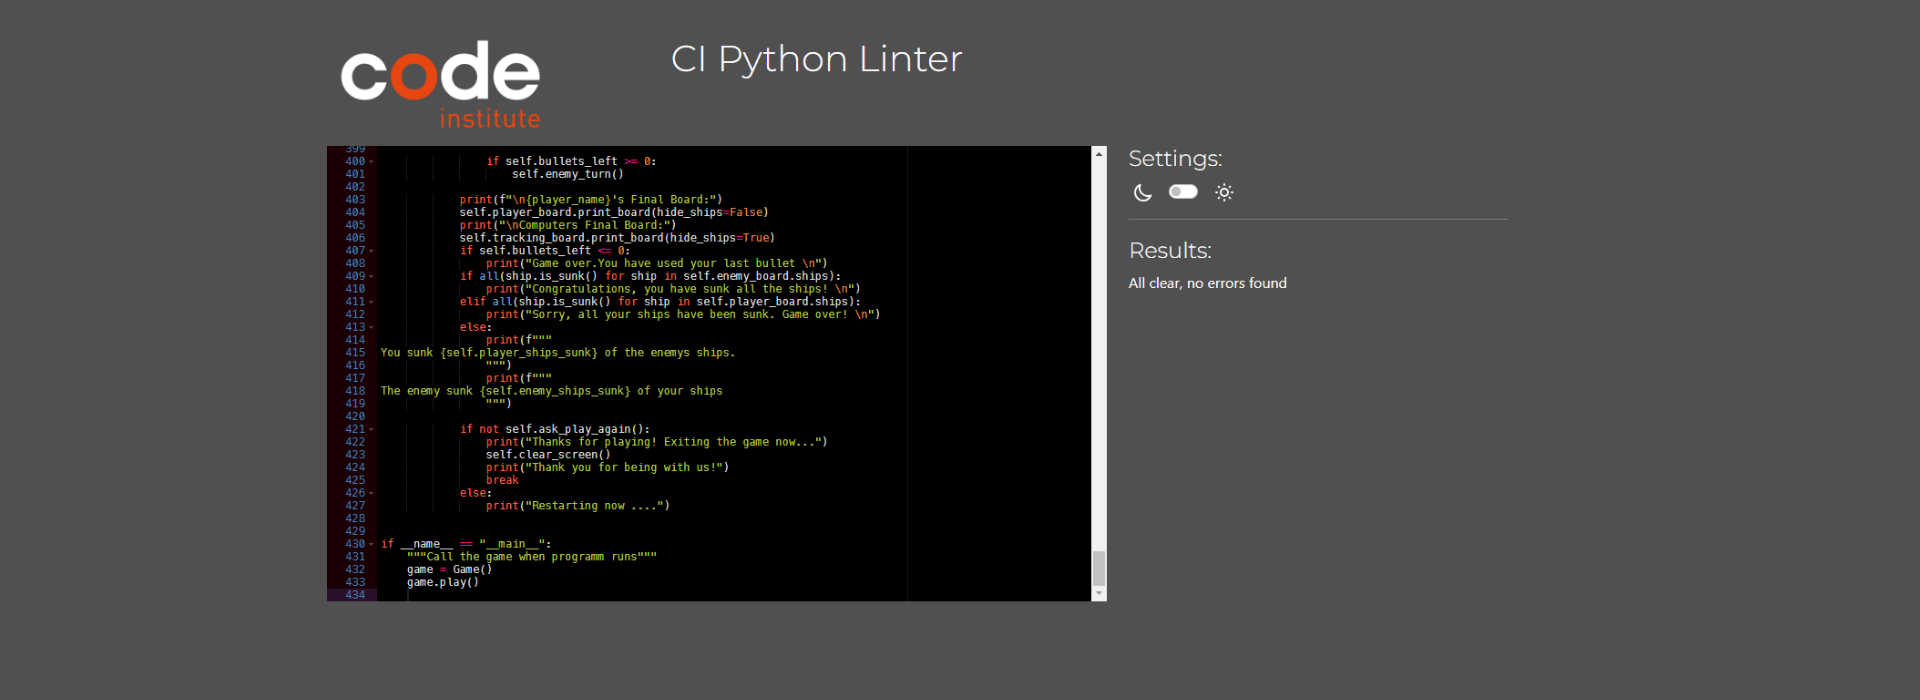 code
institute
CI Python Linter
399
400 if self.bullets_left >= 0:
401 self.enemy_turn()
402
403 print(f"\n{player_name}'s Final Board:")
404 self.player_board.print_board(hide_ships=False)
405 print("\nComputers Final Board:")
406 self.tracking_board.print_board(hide_ships=True)
407 if self.bullets_left <= 0:
408 print("Game over.You have used your last bullet \n")
409 if all(ship.is_sunk() for ship in self.enemy_board.ships):
410 print("Congratulations, you have sunk all the ships! \n")
411 elif all(ship.is_sunk() for ship in self.player_board.ships):
412 print("Sorry, all your ships have been sunk. Game over! \n")
413 else:
414 print(f"""
415 You sunk {self.player_ships_sunk} of the enemys ships.
416 """)
417 print(f"""
418 The enemy sunk {self.enemy_ships_sunk} of your ships
419 """)
420
421 if not self.ask_play_again():
422 print("Thanks for playing! Exiting the game now...")
423 self.clear_screen()
424 print("Thank you for being with us!")
425 break
426 else:
427 print("Restarting now ....")
428
429
430 if __name__ == "__main__":
431 """Call the game when programm runs"""
432 game = Game()
433 game.play()
434
Settings:
Results:
All clear, no errors found